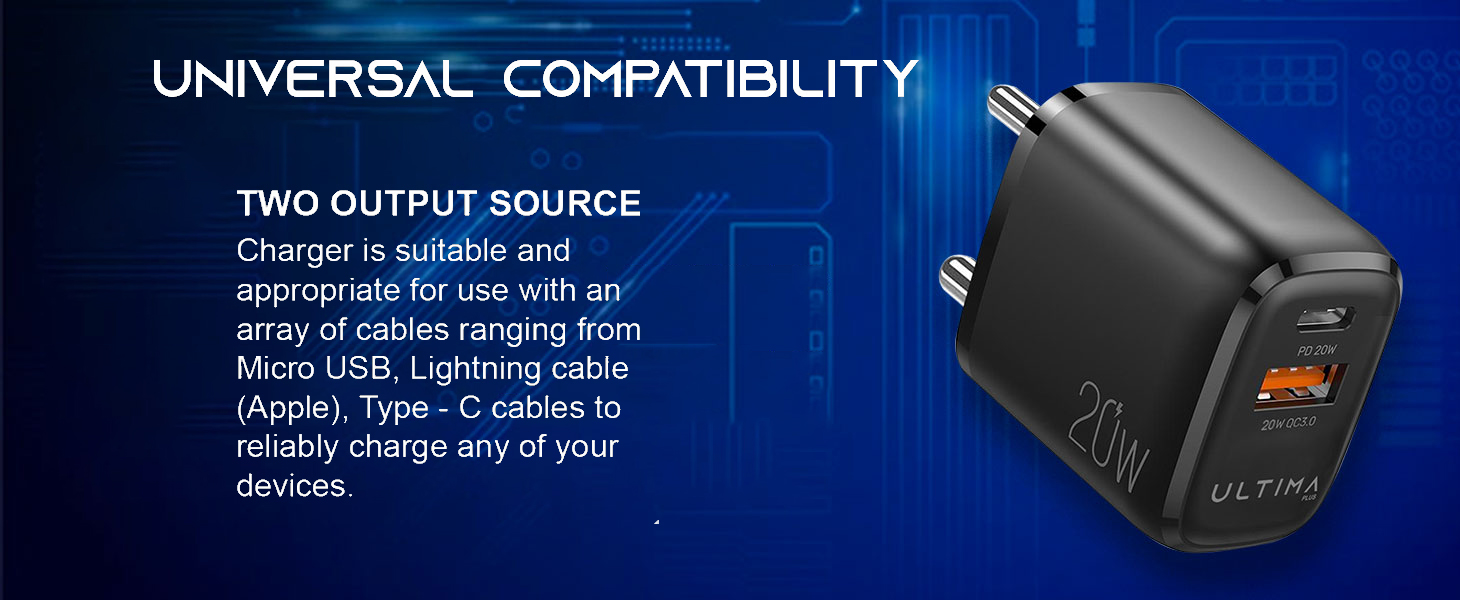 UNIVERSAL COMPATIBILITY
TWO OUTPUT SOURCE
Charger is suitable and
appropriate for use with an
array of cables ranging from
Micro USB, Lightning cable
(Apple), Type - C cables to
reliably charge any of your
devices.
PD 20W
20W QC3.0
20W
ULTIMA
PLUS